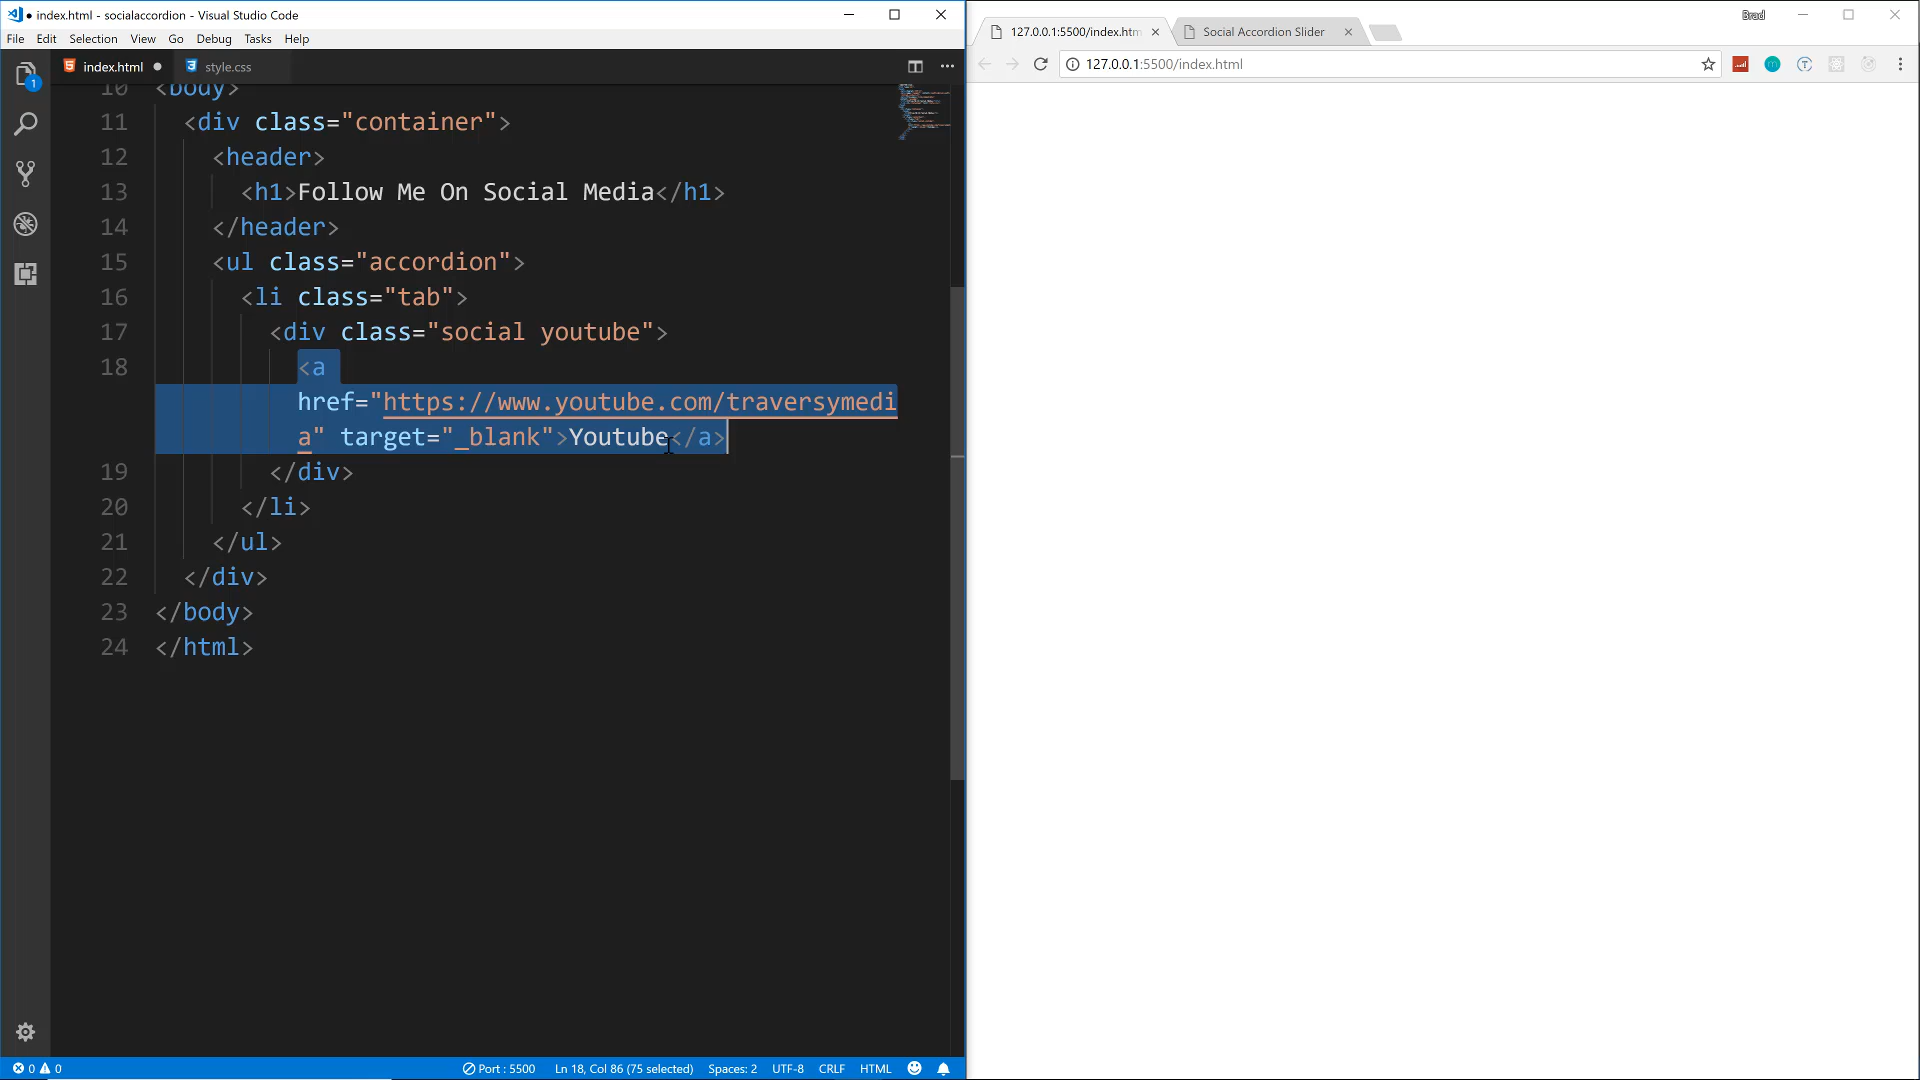 index.html - socialaccordion - Visual Studio Code
File Edit Selection View Go Debug Tasks Help
1
index.html
style.css
10 <body>
11 <div class="container">
12 <header>
13 <h1>Follow Me On Social Media</h1>
14 </header>
15 <ul class="accordion">
16 <li class="tab">
17 <div class="social youtube">
18 <a
href="https://www.youtube.com/traversymedi
a" target="_blank">Youtube</a>
19 </div>
20 </li>
21 </ul>
22 </div>
23 </body>
24 </html>
0 0
Port : 5500
Ln 18, Col 86 (75 selected)
Spaces: 2
UTF-8
CRLF
HTML
127.0.0.1:5500/index.htm
Social Accordion Slider
Brad
127.0.0.1:5500/index.html